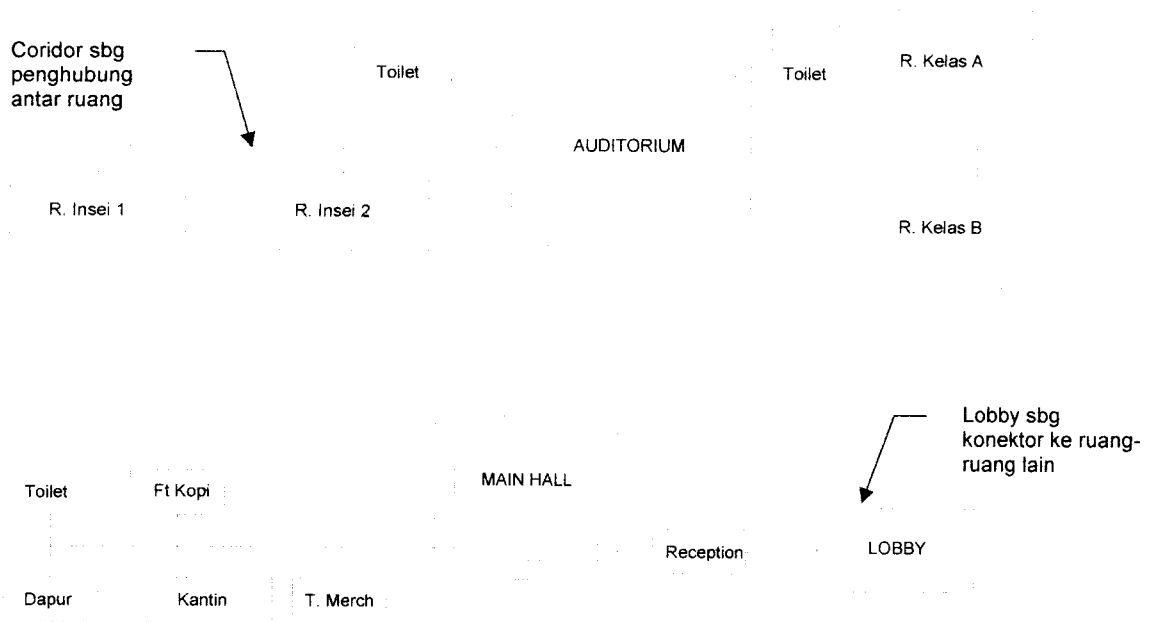 Coridor sbg
penghubung
antar ruang
Toilet
Toilet
R. Kelas A
AUDITORIUM
R. Insei 1
R. Insei 2
R. Kelas B
Lobby sbg
konektor ke ruang-
ruang lain
MAIN HALL
Toilet
Ft Kopi
Reception
LOBBY
Dapur
Kantin
T. Merch